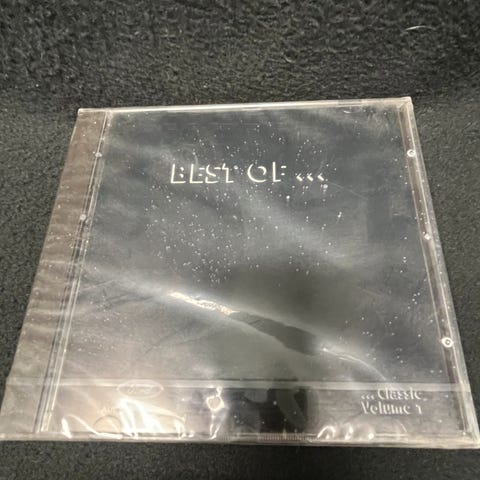 BEST OF ...
... Classic
Volume 1